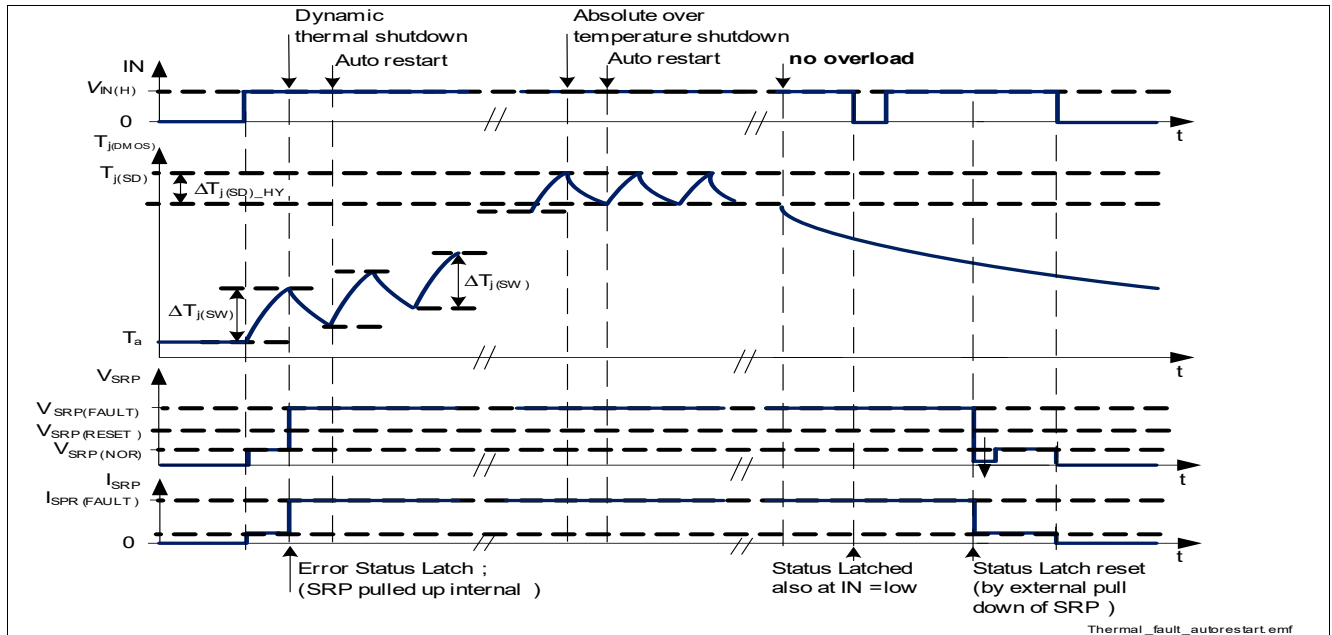 Dynamic
thermal shutdown
Auto restart
Absolute over
temperature shutdown
Auto restart
no overload
IN
VIN(H)
0
t
Tj(DMOS)
Tj(SD)
ΔTj(SD)_HY
ΔTj(SW)
ΔTj(SW)
Ta
t
VSRP
VSRP(FAULT)
VSRP(RESET)
VSRP(NOR)
t
ISRP
ISPR(FAULT)
0
t
Error Status Latch ;
(SRP pulled up internal )
Status Latched
also at IN =low
Status Latch reset
(by external pull
down of SRP )
Thermal_fault_autorestart.emf